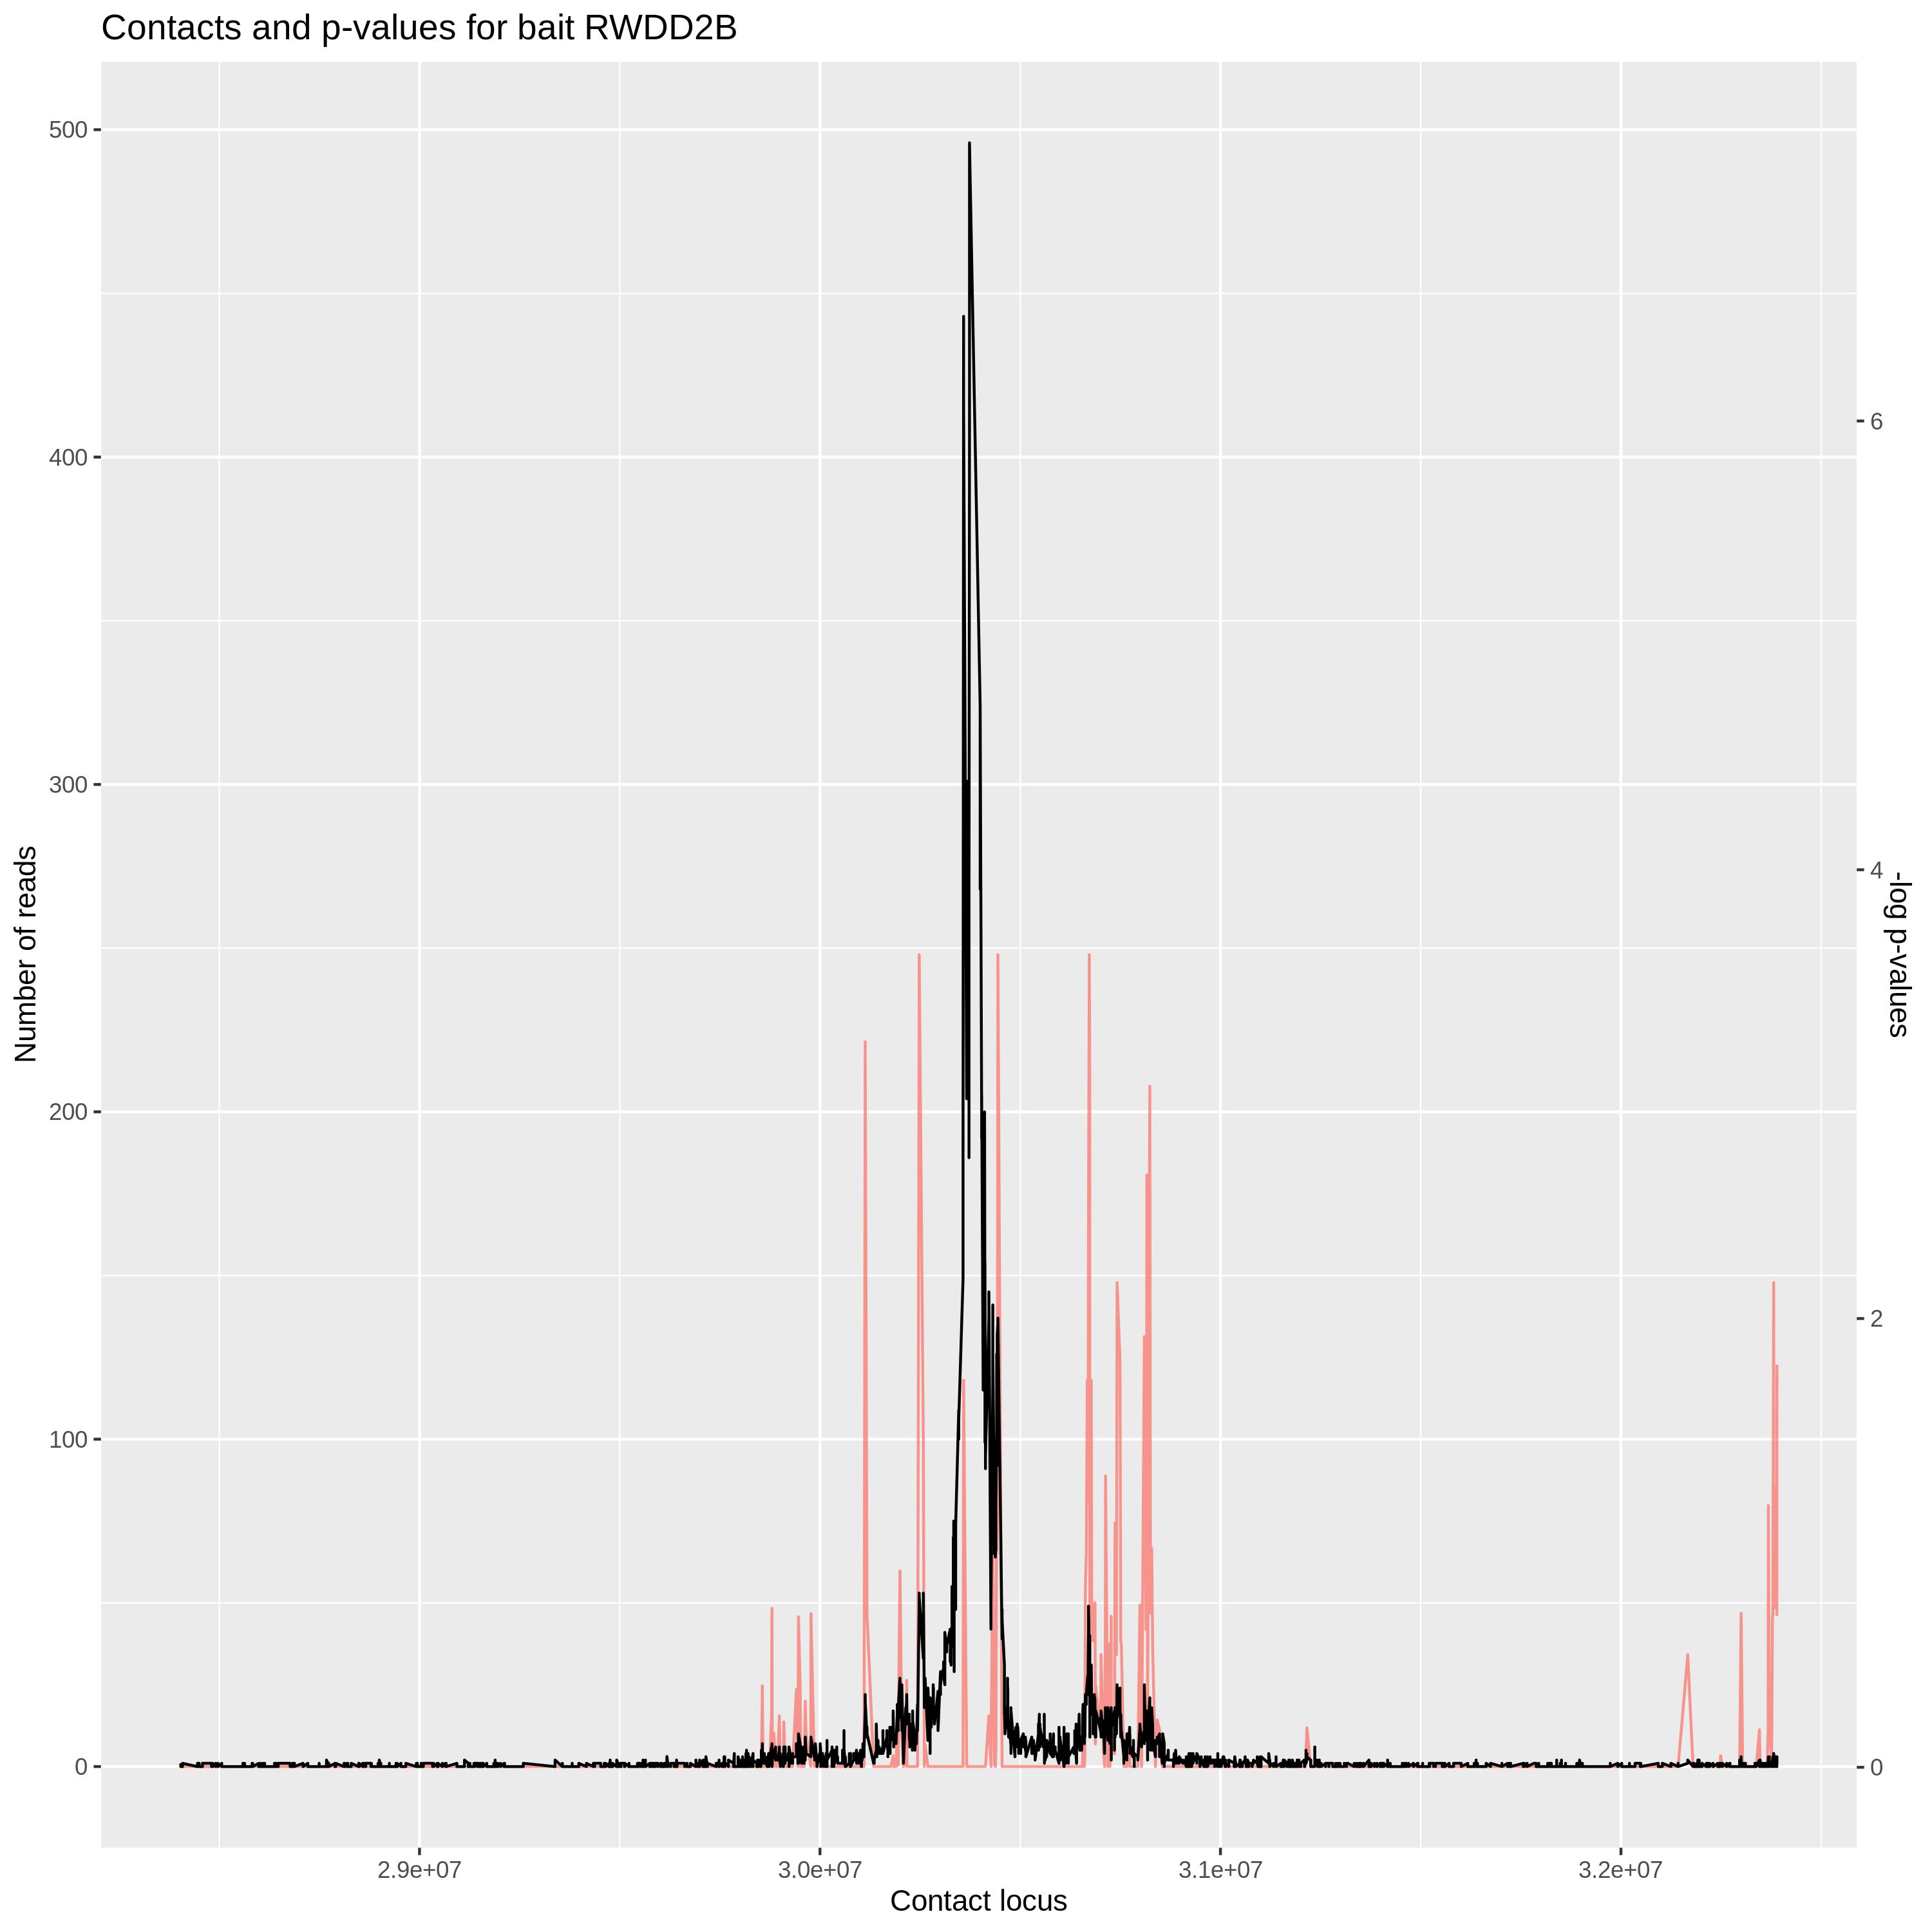 Contacts and p-values for bait RWDD2B
500
400
300
200
100
0
Number of reads
6
4
2
0
-log p-values
2.9e+07
3.0e+07
3.1e+07
3.2e+07
Contact locus